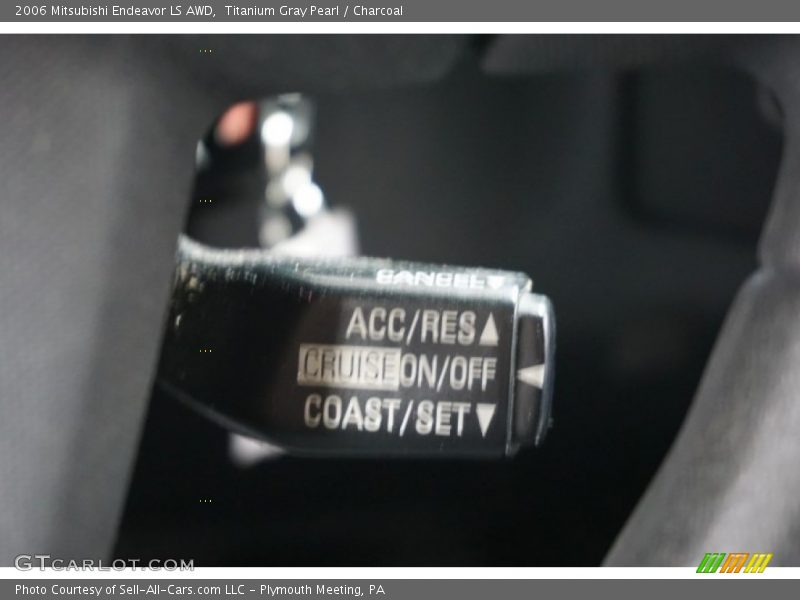 2006 Mitsubishi Endeavor LS AWD, Titanium Gray Pearl / Charcoal
CANCEL▼
ACC/RES▲
CRUISE ON/OFF
COAST/SET▼
GTCARLOT.COM
Photo Courtesy of Sell-All-Cars.com LLC - Plymouth Meeting, PA